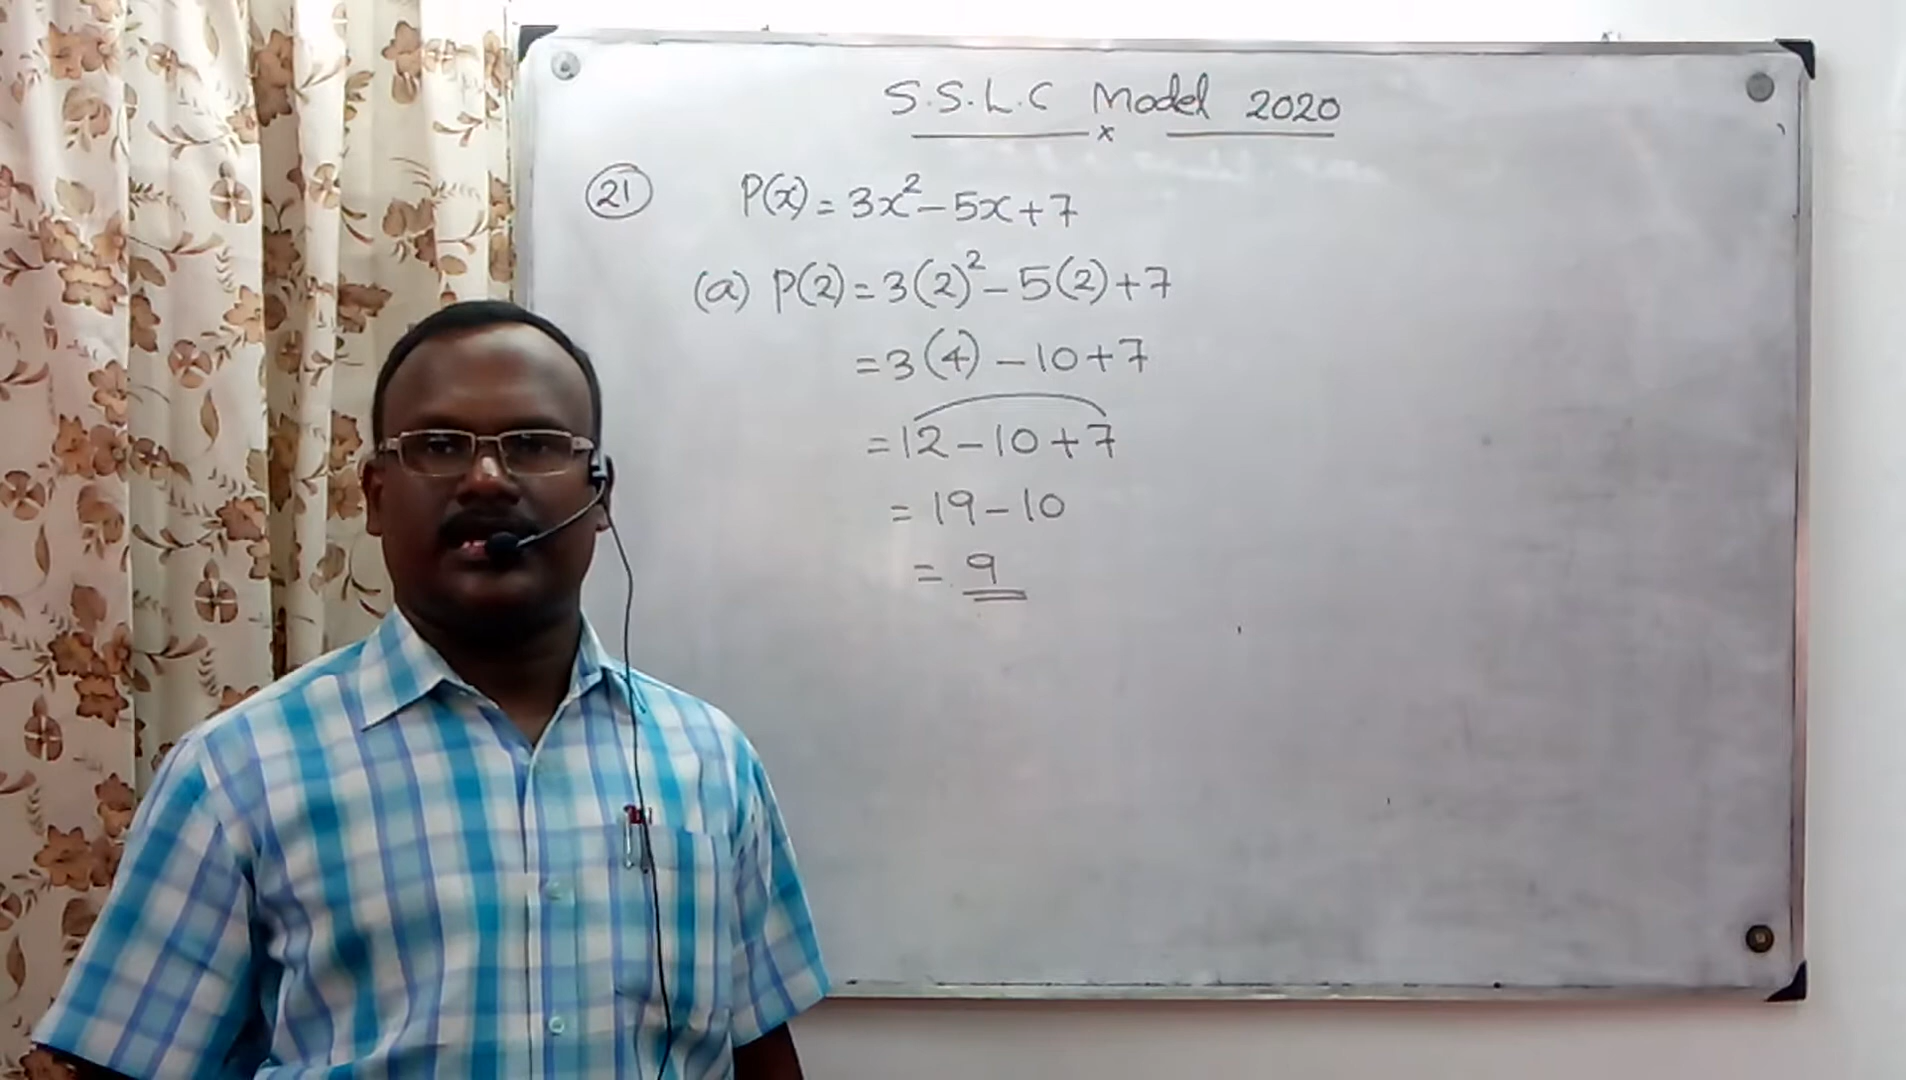 S.S.L.C Model 2020
x
21 P(x) = 3x² - 5x + 7
(a) P(2) = 3(2)² - 5(2) + 7
= 3(4) - 10 + 7
= 12 - 10 + 7
= 19 - 10
= 9